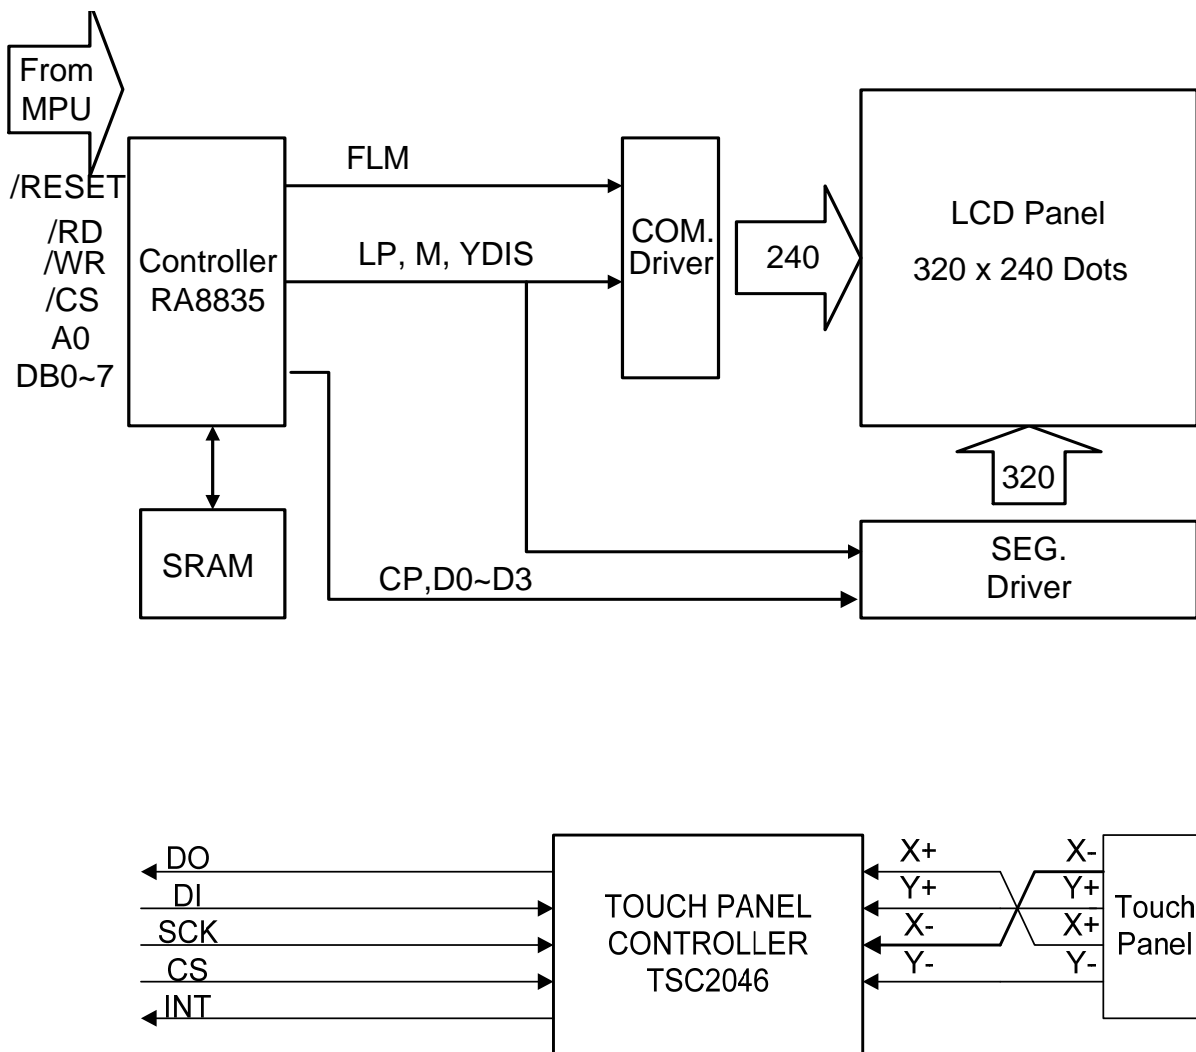 From
MPU
/RESET
/RD
/WR
/CS
A0
DB0~7
Controller
RA8835
SRAM
FLM
LP, M, YDIS
CP,D0~D3
COM.
Driver
240
LCD Panel
320 x 240 Dots
320
SEG.
Driver
DO
DI
SCK
CS
INT
TOUCH PANEL
CONTROLLER
TSC2046
X+
Y+
X-
Y-
X-
Y+
X+
Y-
Touch
Panel